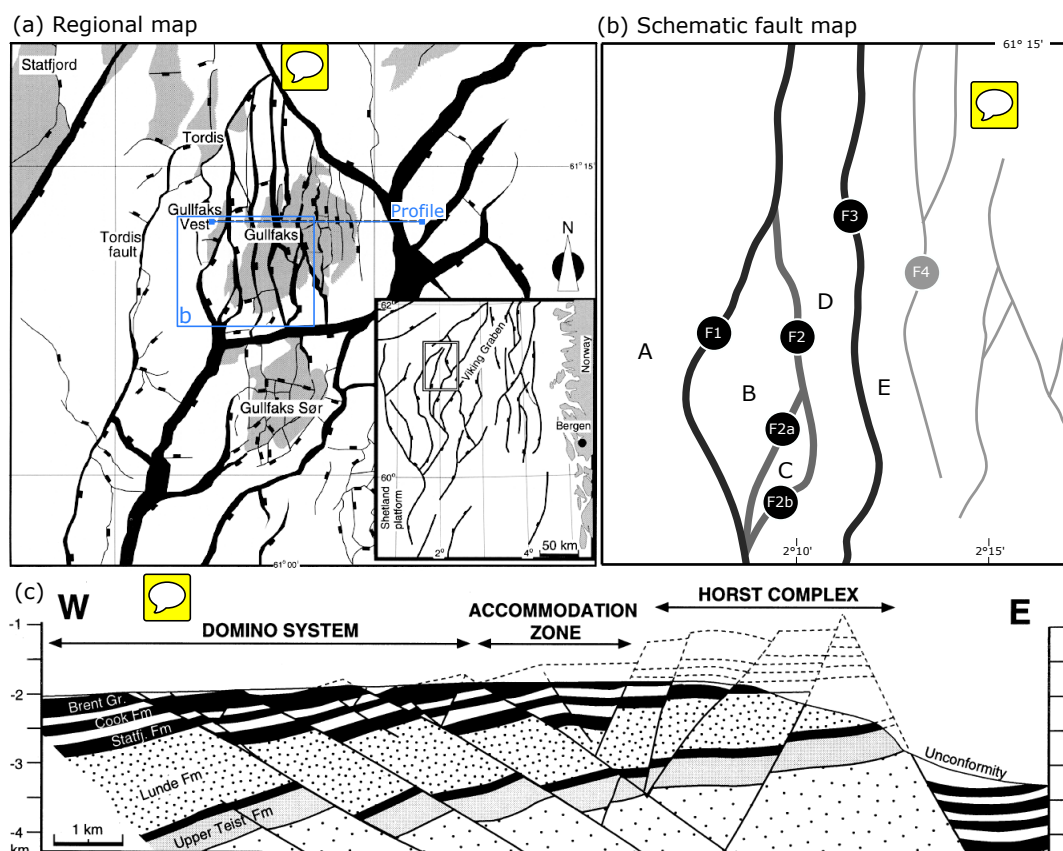 (a) Regional map
Statfjord
Tordis
61° 15'
Gullfaks
Vest
Profile
Gullfaks
Tordis
fault
N
b
62°
Viking Graben
Norway
Gullfaks Sør
Bergen
60°
Shetland
platform
2°
4°
50 km
61° 00'
(b) Schematic fault map
61° 15'
F3
F4
D
F1
F2
A
E
B
F2a
C
F2b
2°10'
2°15'
(c)
W
E
DOMINO SYSTEM
ACCOMMODATION
ZONE
HORST COMPLEX
-1
-2
-3
-4
km
Brent Gr.
Cook Fm
Statfj. Fm
Lunde Fm
Upper Teist Fm
Unconformity
1 km